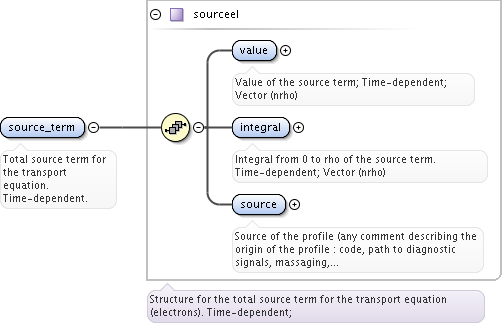 sourceel
value
Value of the source term; Time-dependent;
Vector (nrho)
source_term
integral
Total source term for
the transport
equation.
Time-dependent.
Integral from 0 to rho of the source term.
Time-dependent; Vector (nrho)
source
Source of the profile (any comment describing the
origin of the profile : code, path to diagnostic
signals, massaging,...
Structure for the total source term for the transport equation
(electrons). Time-dependent;